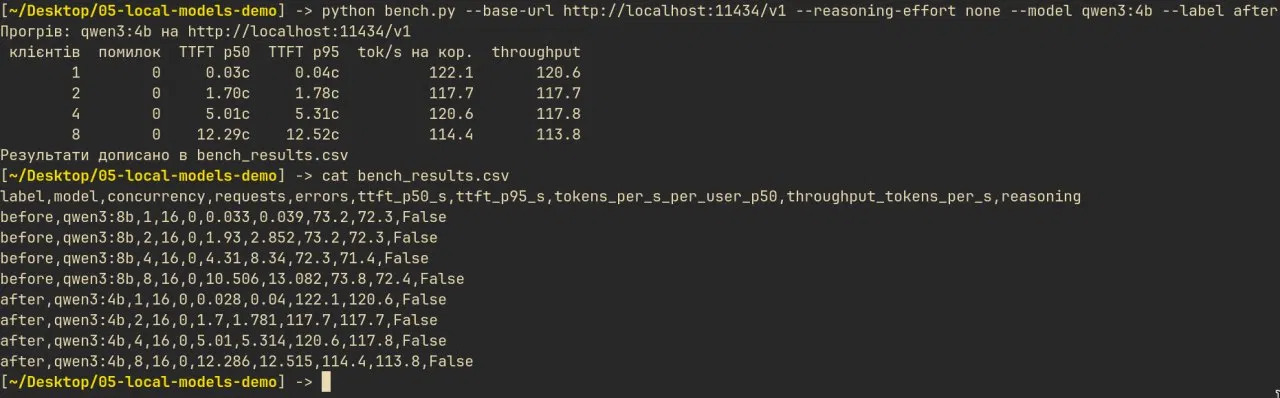 [~/Desktop/05-local-models-demo] -> python bench.py --base-url http://localhost:11434/v1 --reasoning-effort none --model qwen3:4b --label after
Прогрів: qwen3:4b на http://localhost:11434/v1
клієнтів помилок TTFT p50 TTFT p95 tok/s на кор. throughput
1 0 0.03с 0.04с 122.1 120.6
2 0 1.70с 1.78с 117.7 117.7
4 0 5.01с 5.31с 120.6 117.8
8 0 12.29с 12.52с 114.4 113.8
Результати дописано в bench_results.csv
[~/Desktop/05-local-models-demo] -> cat bench_results.csv
label,model,concurrency,requests,errors,ttft_p50_s,ttft_p95_s,tokens_per_s_per_user_p50,throughput_tokens_per_s,reasoning
before,qwen3:8b,1,16,0,0.033,0.039,73.2,72.3,False
before,qwen3:8b,2,16,0,1.93,2.852,73.2,72.3,False
before,qwen3:8b,4,16,0,4.31,8.34,72.3,71.4,False
before,qwen3:8b,8,16,0,10.506,13.082,73.8,72.4,False
after,qwen3:4b,1,16,0,0.028,0.04,122.1,120.6,False
after,qwen3:4b,2,16,0,1.7,1.781,117.7,117.7,False
after,qwen3:4b,4,16,0,5.01,5.314,120.6,117.8,False
after,qwen3:4b,8,16,0,12.286,12.515,114.4,113.8,False
[~/Desktop/05-local-models-demo] ->